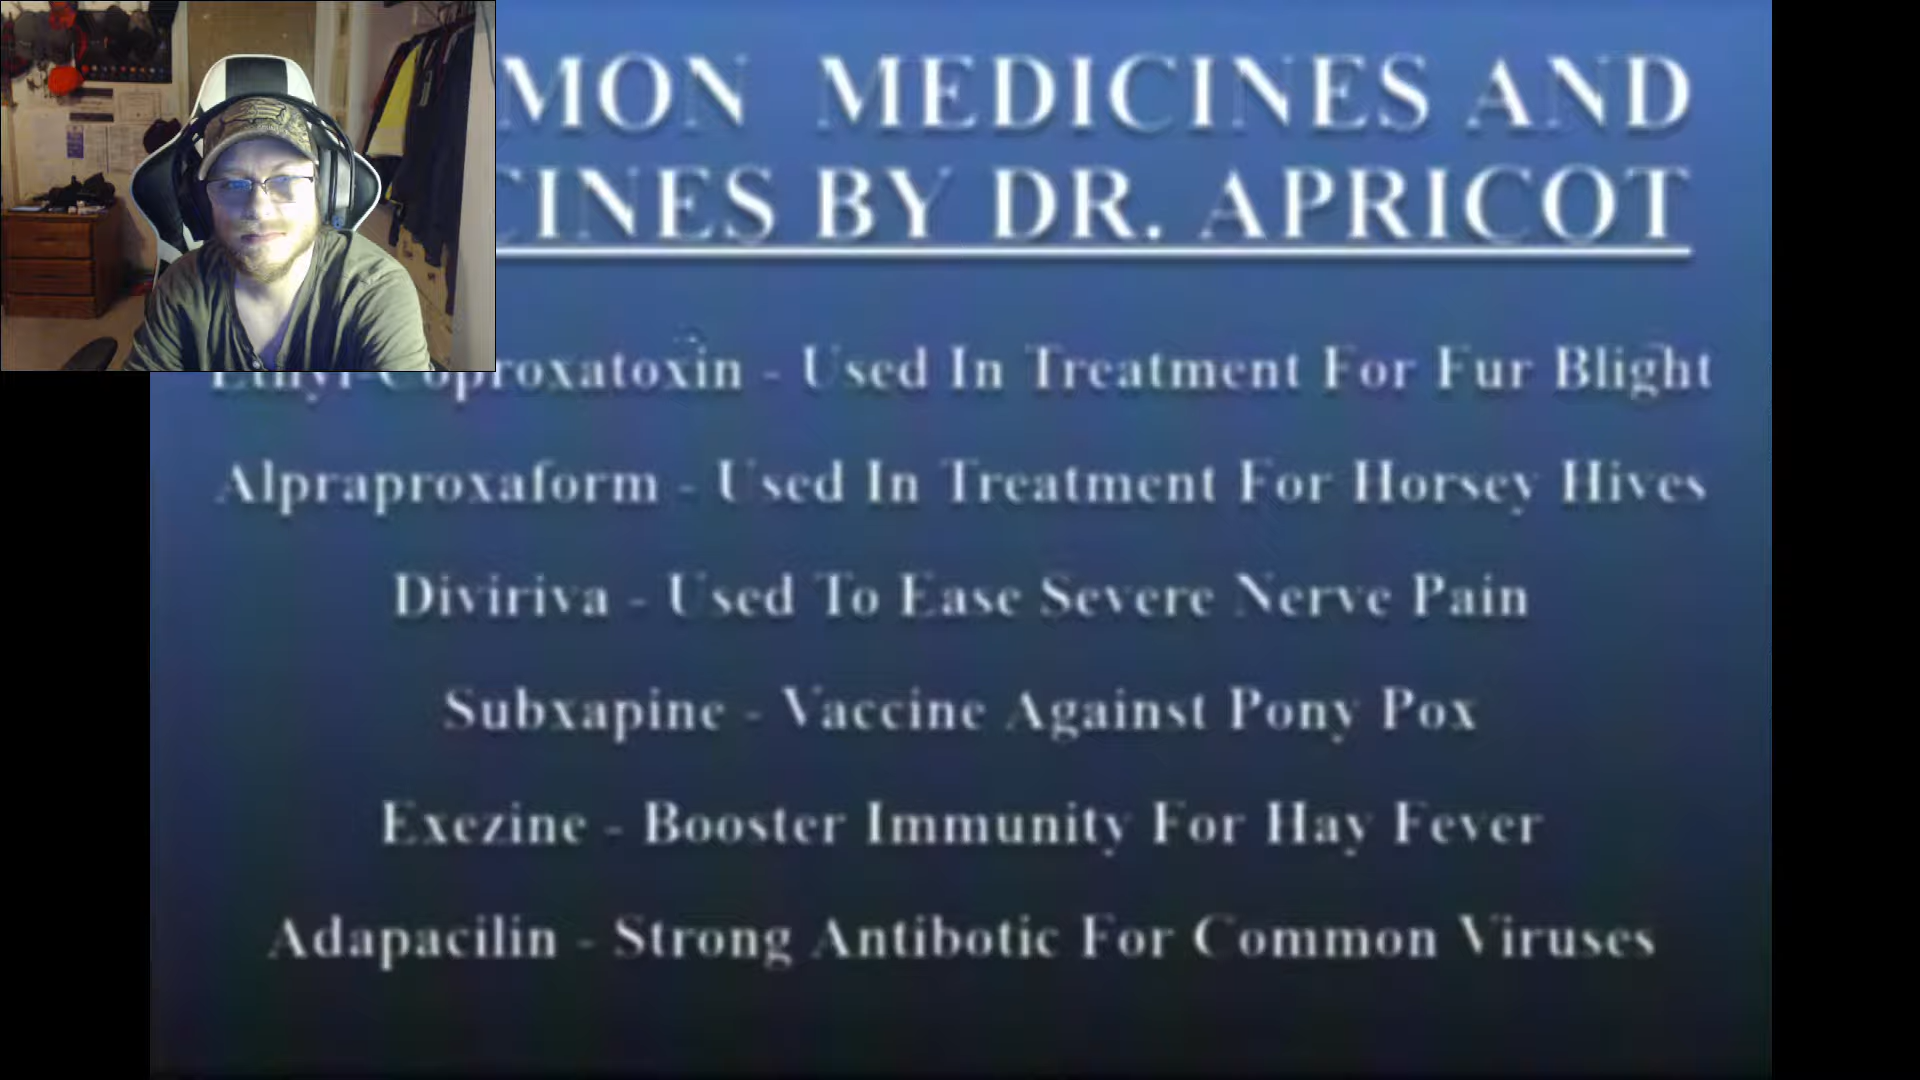 MON MEDICINES AND
CINES BY DR. APRICOT
Ethyl-Coproxatoxin - Used In Treatment For Fur Blight
Alpraproxaform - Used In Treatment For Horsey Hives
Diviriva - Used To Ease Severe Nerve Pain
Subxapine - Vaccine Against Pony Pox
Exezine - Booster Immunity For Hay Fever
Adapacilin - Strong Antibotic For Common Viruses